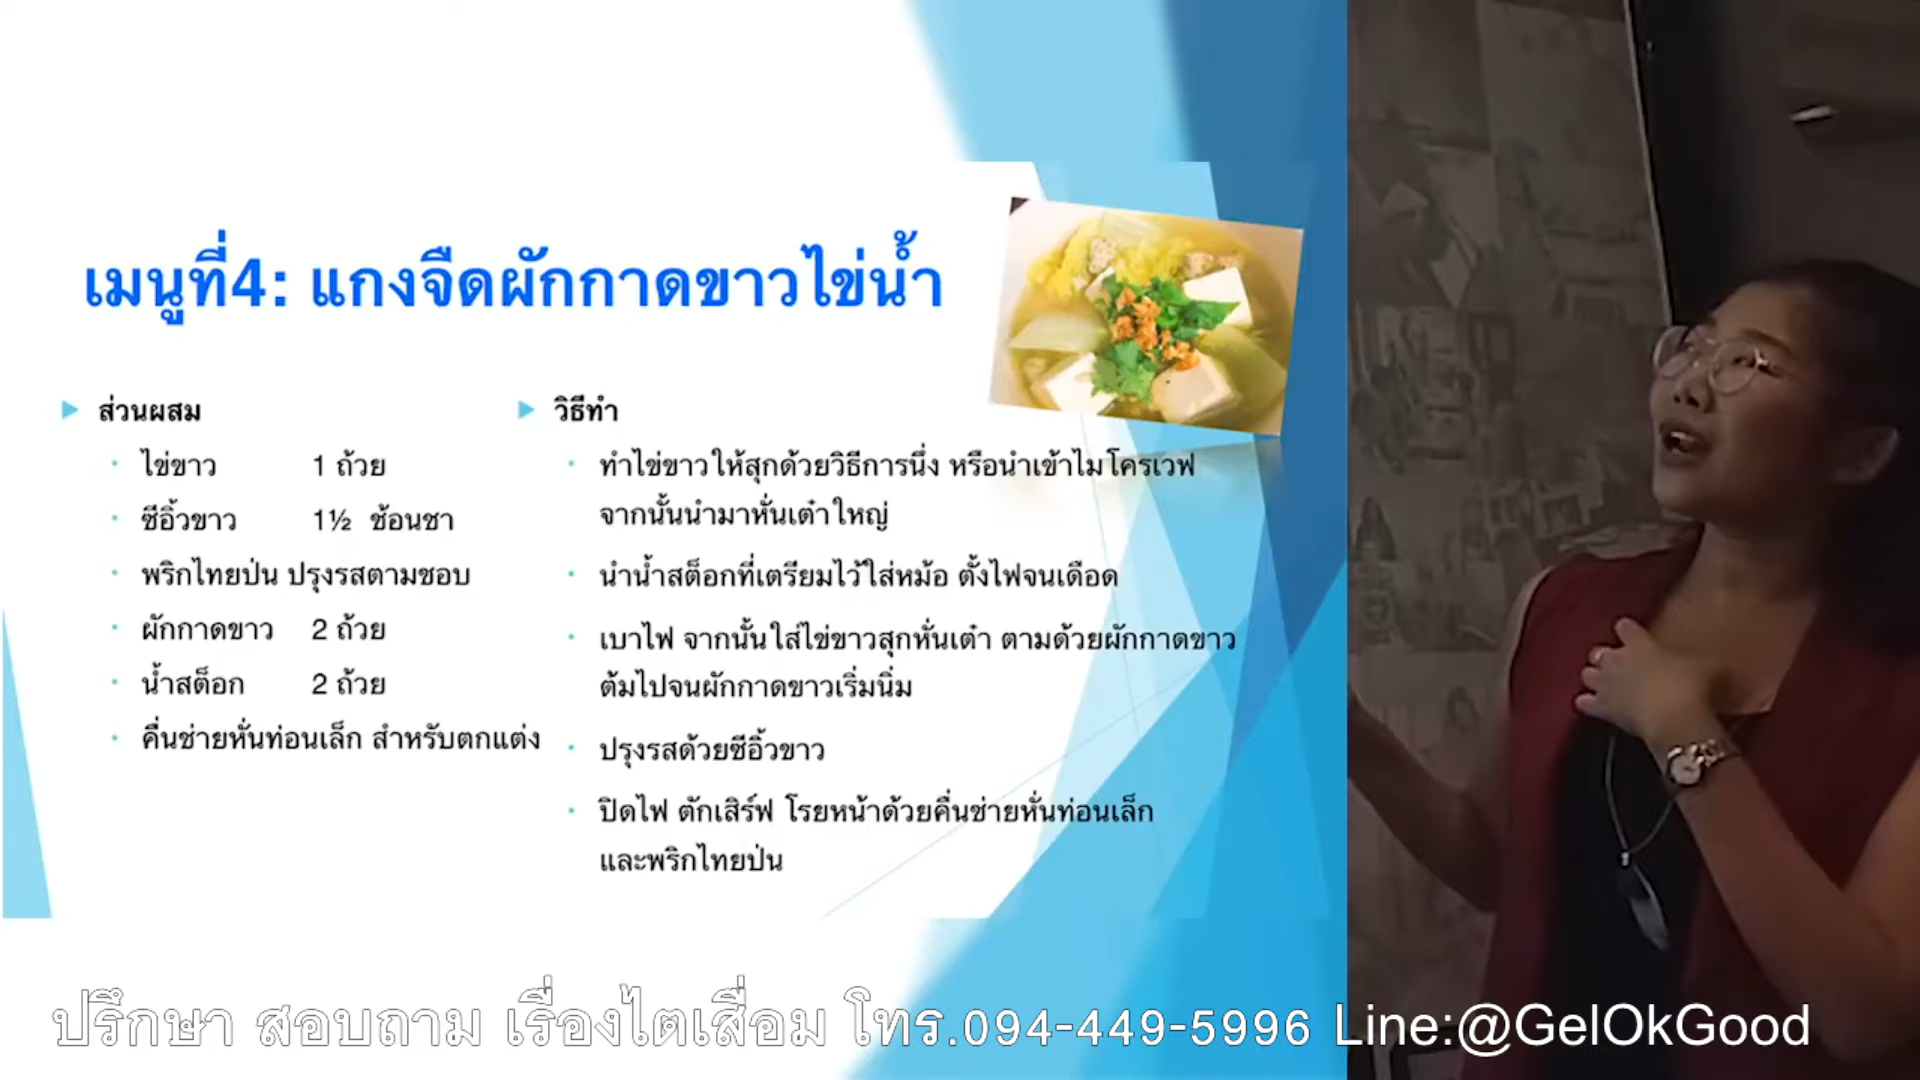 เมนูที่4: แกงจืดผักกาดขาวไข่น้ำ
ส่วนผสม
ไข่ขาว 1 ถ้วย
ซีอิ้วขาว 1½ ช้อนชา
พริกไทยป่น ปรุงรสตามชอบ
ผักกาดขาว 2 ถ้วย
น้ำสต็อก 2 ถ้วย
คื่นช่ายหั่นท่อนเล็ก สำหรับตกแต่ง
วิธีทำ
ทำไข่ขาวให้สุกด้วยวิธีการนึ่ง หรือนำเข้าไมโครเวฟ
จากนั้นนำมาหั่นเต๋าใหญ่
นำน้ำสต็อกที่เตรียมไว้ใส่หม้อ ตั้งไฟจนเดือด
เบาไฟ จากนั้นใส่ไข่ขาวสุกหั่นเต๋า ตามด้วยผักกาดขาว
ต้มไปจนผักกาดขาวเริ่มนิ่ม
ปรุงรสด้วยซีอิ้วขาว
ปิดไฟ ตักเสิร์ฟ โรยหน้าด้วยคื่นช่ายหั่นท่อนเล็ก
และพริกไทยป่น
ปรึกษา สอบถาม เรื่องไตเสื่อม โทร.094-449-5996 Line:@GelOkGood